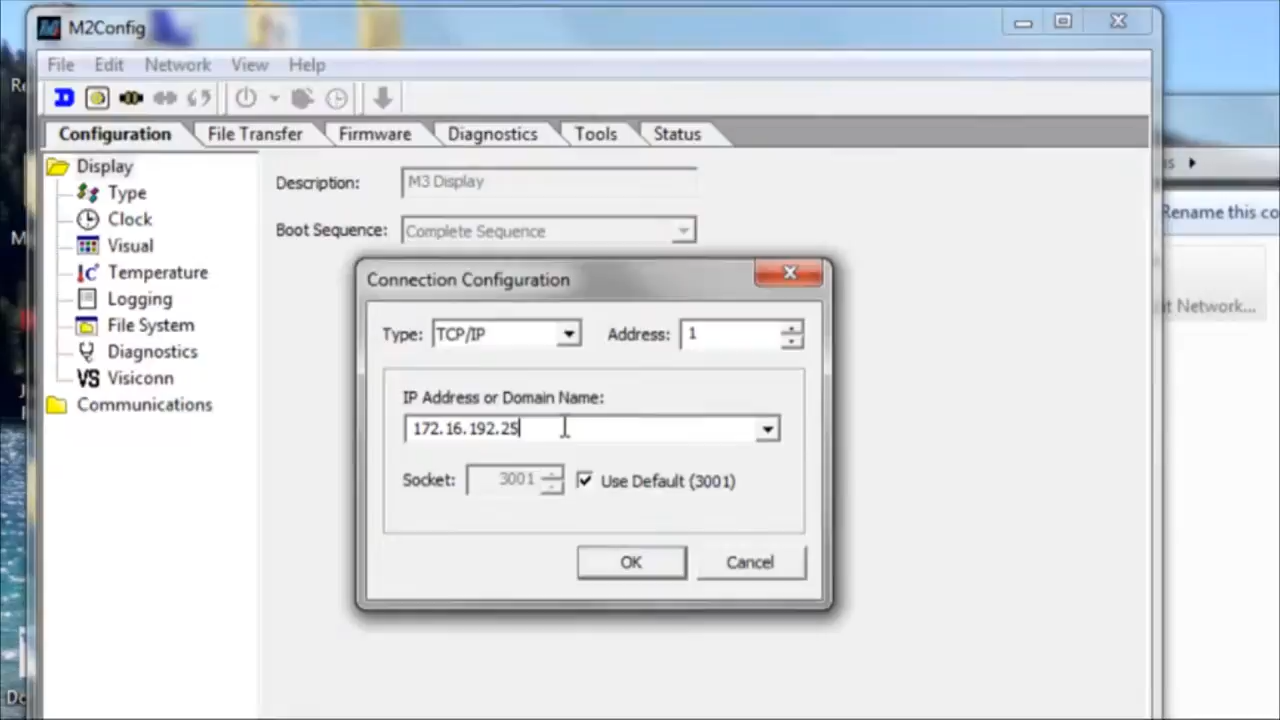 M2Config
File Edit Network View Help
Configuration File Transfer Firmware Diagnostics Tools Status
Display
Type
Clock
Visual
Temperature
Logging
File System
Diagnostics
VS Visiconn
Communications
Description: M3 Display
Boot Sequence: Complete Sequence
Connection Configuration
Type: TCP/IP Address: 1
IP Address or Domain Name:
172.16.192.25
Socket: 3001 Use Default (3001)
OK Cancel
Rename this co
t Network...